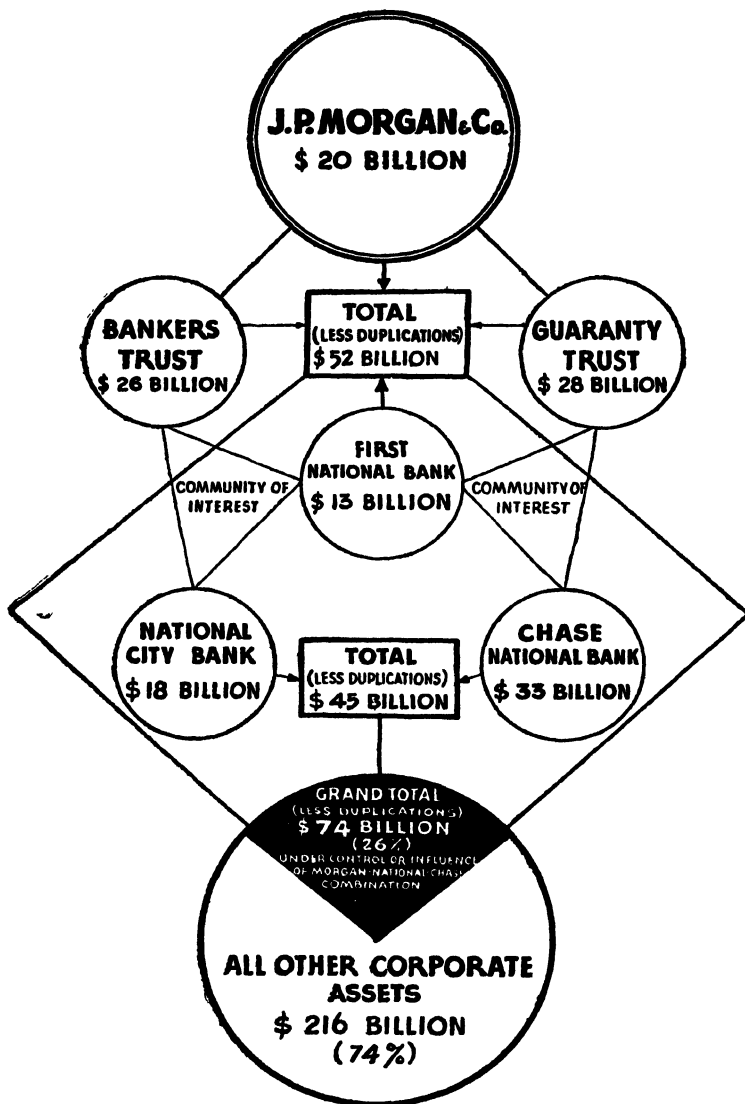 J.P. MORGAN & Co.
$ 20 BILLION
BANKERS
TRUST
$ 26 BILLION
TOTAL
(LESS DUPLICATIONS)
$ 52 BILLION
GUARANTY
TRUST
$ 28 BILLION
FIRST
NATIONAL BANK
$ 13 BILLION
COMMUNITY OF
INTEREST
COMMUNITY OF
INTEREST
NATIONAL
CITY BANK
$ 18 BILLION
TOTAL
(LESS DUPLICATIONS)
$ 45 BILLION
CHASE
NATIONAL BANK
$ 33 BILLION
GRAND TOTAL
(LESS DUPLICATIONS)
$ 74 BILLION
(26%)
UNDER CONTROL OR INFLUENCE
OF MORGAN-NATIONAL-CHASE
COMBINATION
ALL OTHER CORPORATE
ASSETS
$ 216 BILLION
(74%)